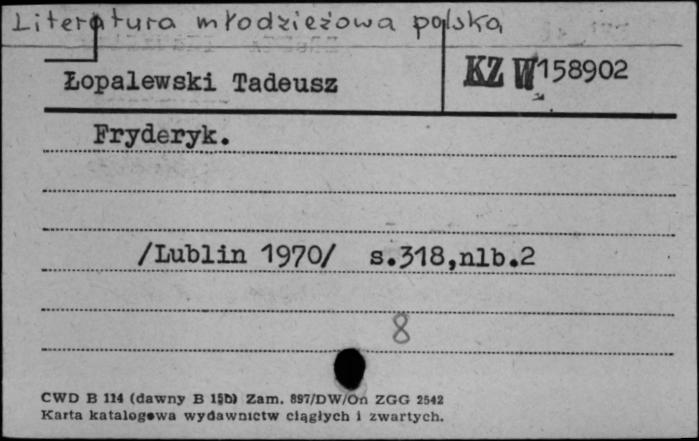 Literatura młodzieżowa polska
Łopalewski Tadeusz
KZ W 158902
Fryderyk.
/Lublin 1970/ s.318,nlb.2
8
CWD B 114 (dawny B 15b) Zam. 897/DW/On ZGG 2542
Karta katalogowa wydawnictw ciągłych i zwartych.